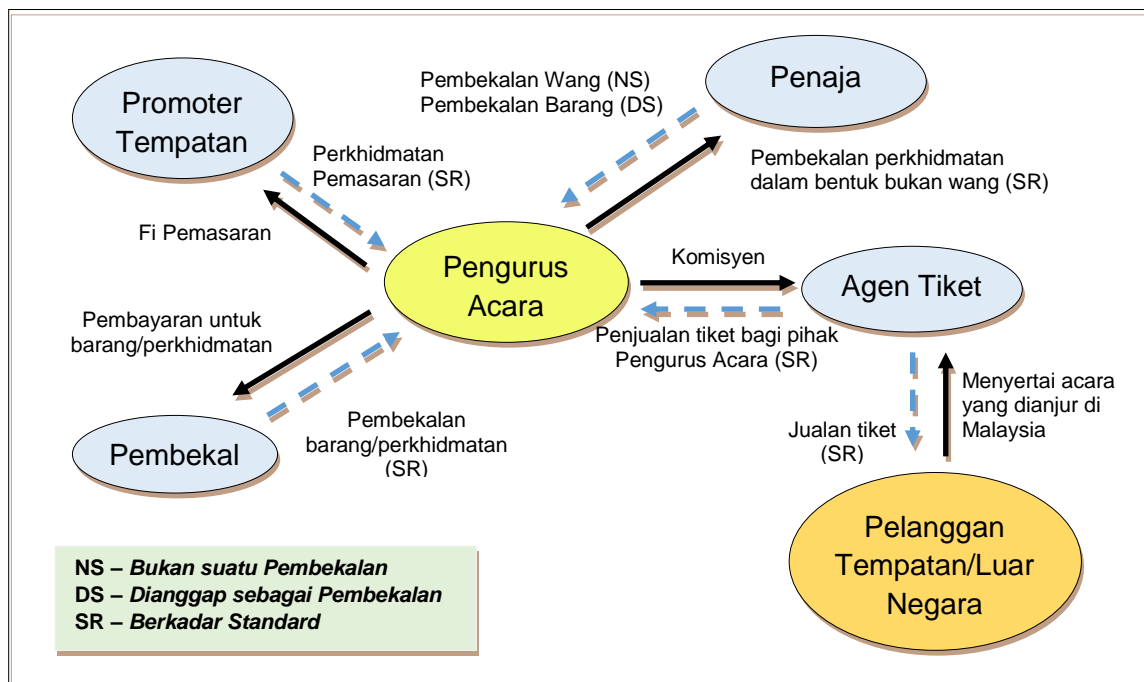 Promoter
Tempatan
Pembekalan Wang (NS)
Pembekalan Barang (DS)
Penaja
Perkhidmatan
Pemasaran (SR)
Pembekalan perkhidmatan
dalam bentuk bukan wang (SR)
Fi Pemasaran
Pengurus
Acara
Komisyen
Agen Tiket
Pembayaran untuk
barang/perkhidmatan
Penjualan tiket bagi pihak
Pengurus Acara (SR)
Menyertai acara
yang dianjur di
Malaysia
Pembekal
Pembekalan
barang/perkhidmatan
(SR)
Jualan tiket
(SR)
Pelanggan
Tempatan/Luar
Negara
NS – Bukan suatu Pembekalan
DS – Dianggap sebagai Pembekalan
SR – Berkadar Standard